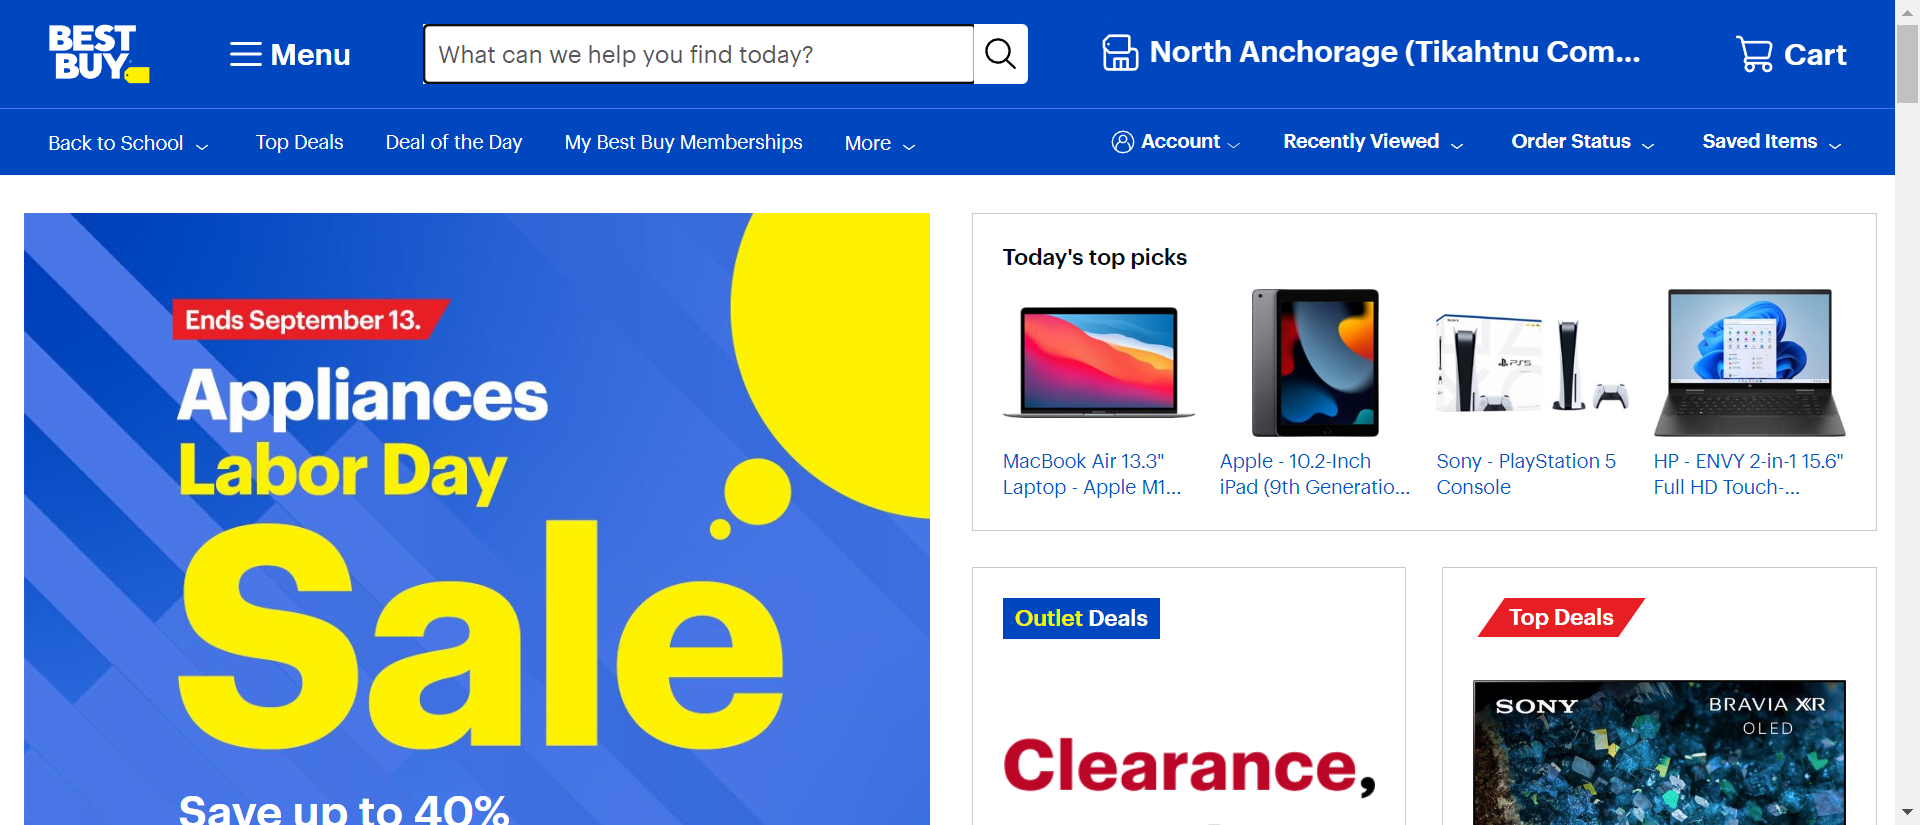 BEST
BUY
Menu
What can we help you find today?
North Anchorage (Tikahtnu Com...
Cart
Back to School
Top Deals
Deal of the Day
My Best Buy Memberships
More
Account
Recently Viewed
Order Status
Saved Items
Ends September 13.
Appliances
Labor Day
Sale
Save up to 40%
Today's top picks
PS5
MacBook Air 13.3"
Laptop - Apple M1...
Apple - 10.2-Inch
iPad (9th Generatio...
Sony - PlayStation 5
Console
HP - ENVY 2-in-1 15.6"
Full HD Touch-...
Outlet Deals
Clearance,
Top Deals
SONY
BRAVIA XR
OLED